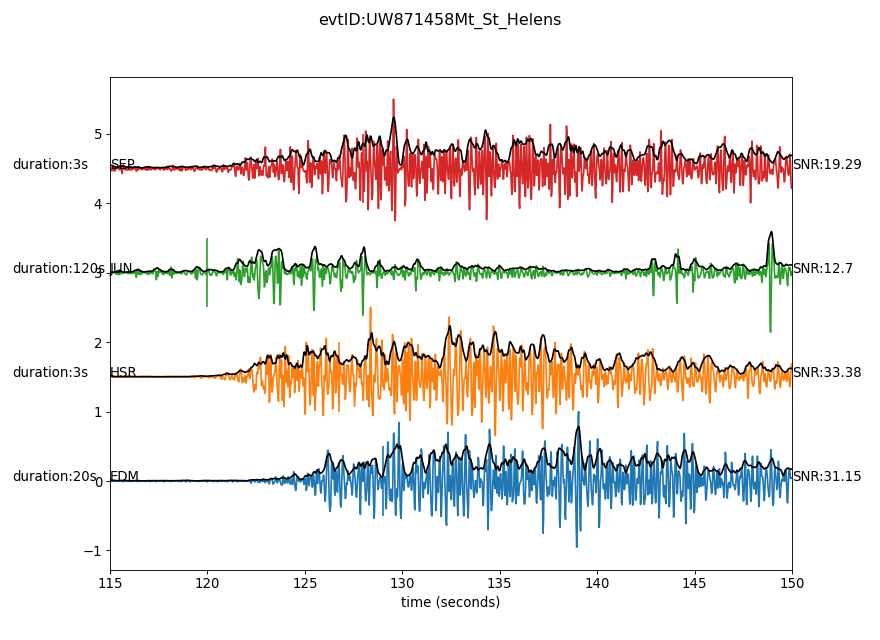 evtID:UW871458Mt_St_Helens
5
duration:3s SEP SNR:19.29
4
duration:120s JUN SNR:12.7
3
2
duration:3s HSR SNR:33.38
1
duration:20s EDM SNR:31.15
0
−1
115 120 125 130 135 140 145 150
time (seconds)